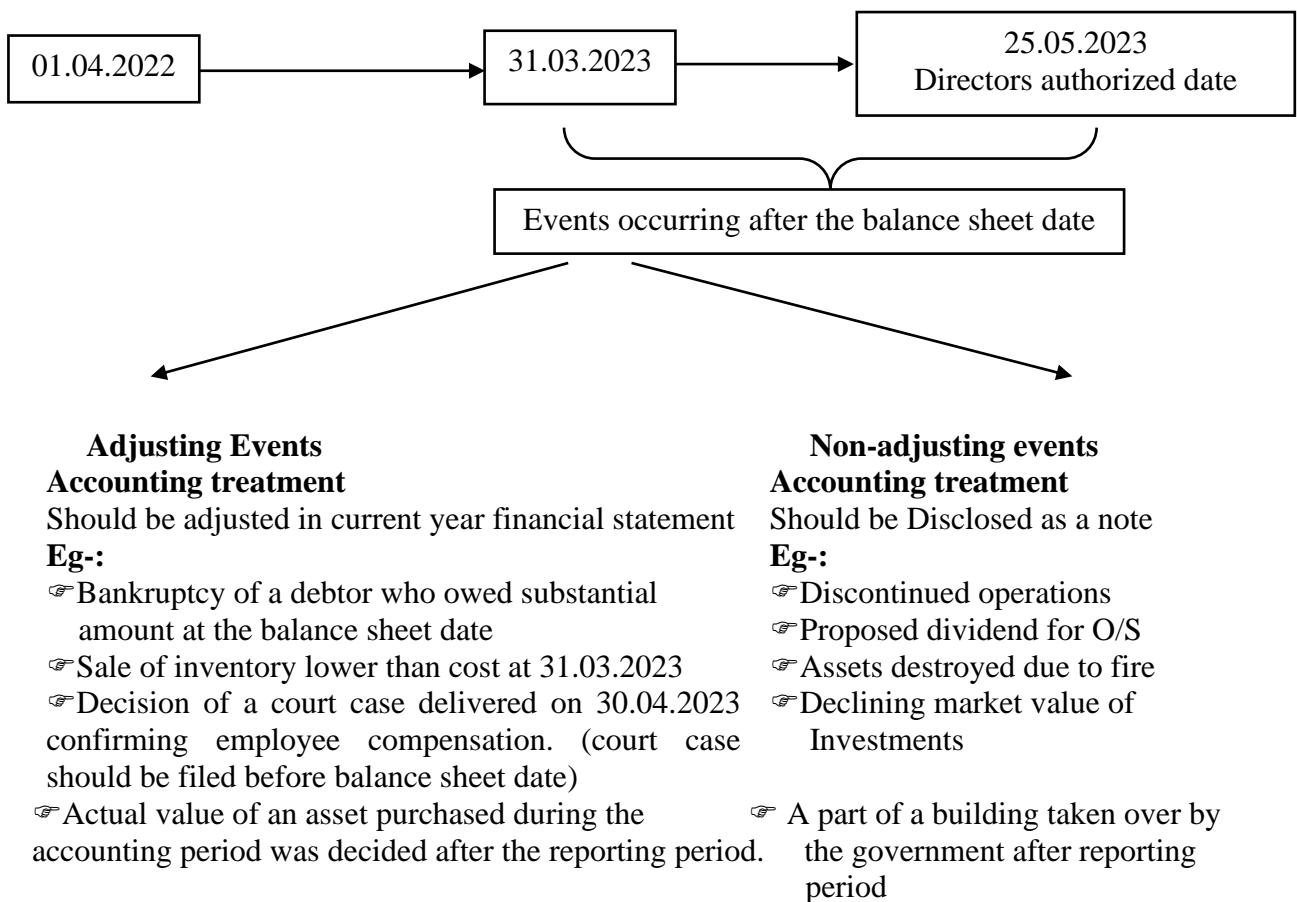 01.04.2022
31.03.2023
25.05.2023
Directors authorized date
Events occurring after the balance sheet date
Adjusting Events
Accounting treatment
Should be adjusted in current year financial statement
Eg-:
☞Bankruptcy of a debtor who owed substantial
amount at the balance sheet date
☞Sale of inventory lower than cost at 31.03.2023
☞Decision of a court case delivered on 30.04.2023
confirming employee compensation. (court case
should be filed before balance sheet date)
☞Actual value of an asset purchased during the
accounting period was decided after the reporting period.
Non-adjusting events
Accounting treatment
Should be Disclosed as a note
Eg-:
☞Discontinued operations
☞Proposed dividend for O/S
☞Assets destroyed due to fire
☞Declining market value of
Investments
☞ A part of a building taken over by
the government after reporting
period